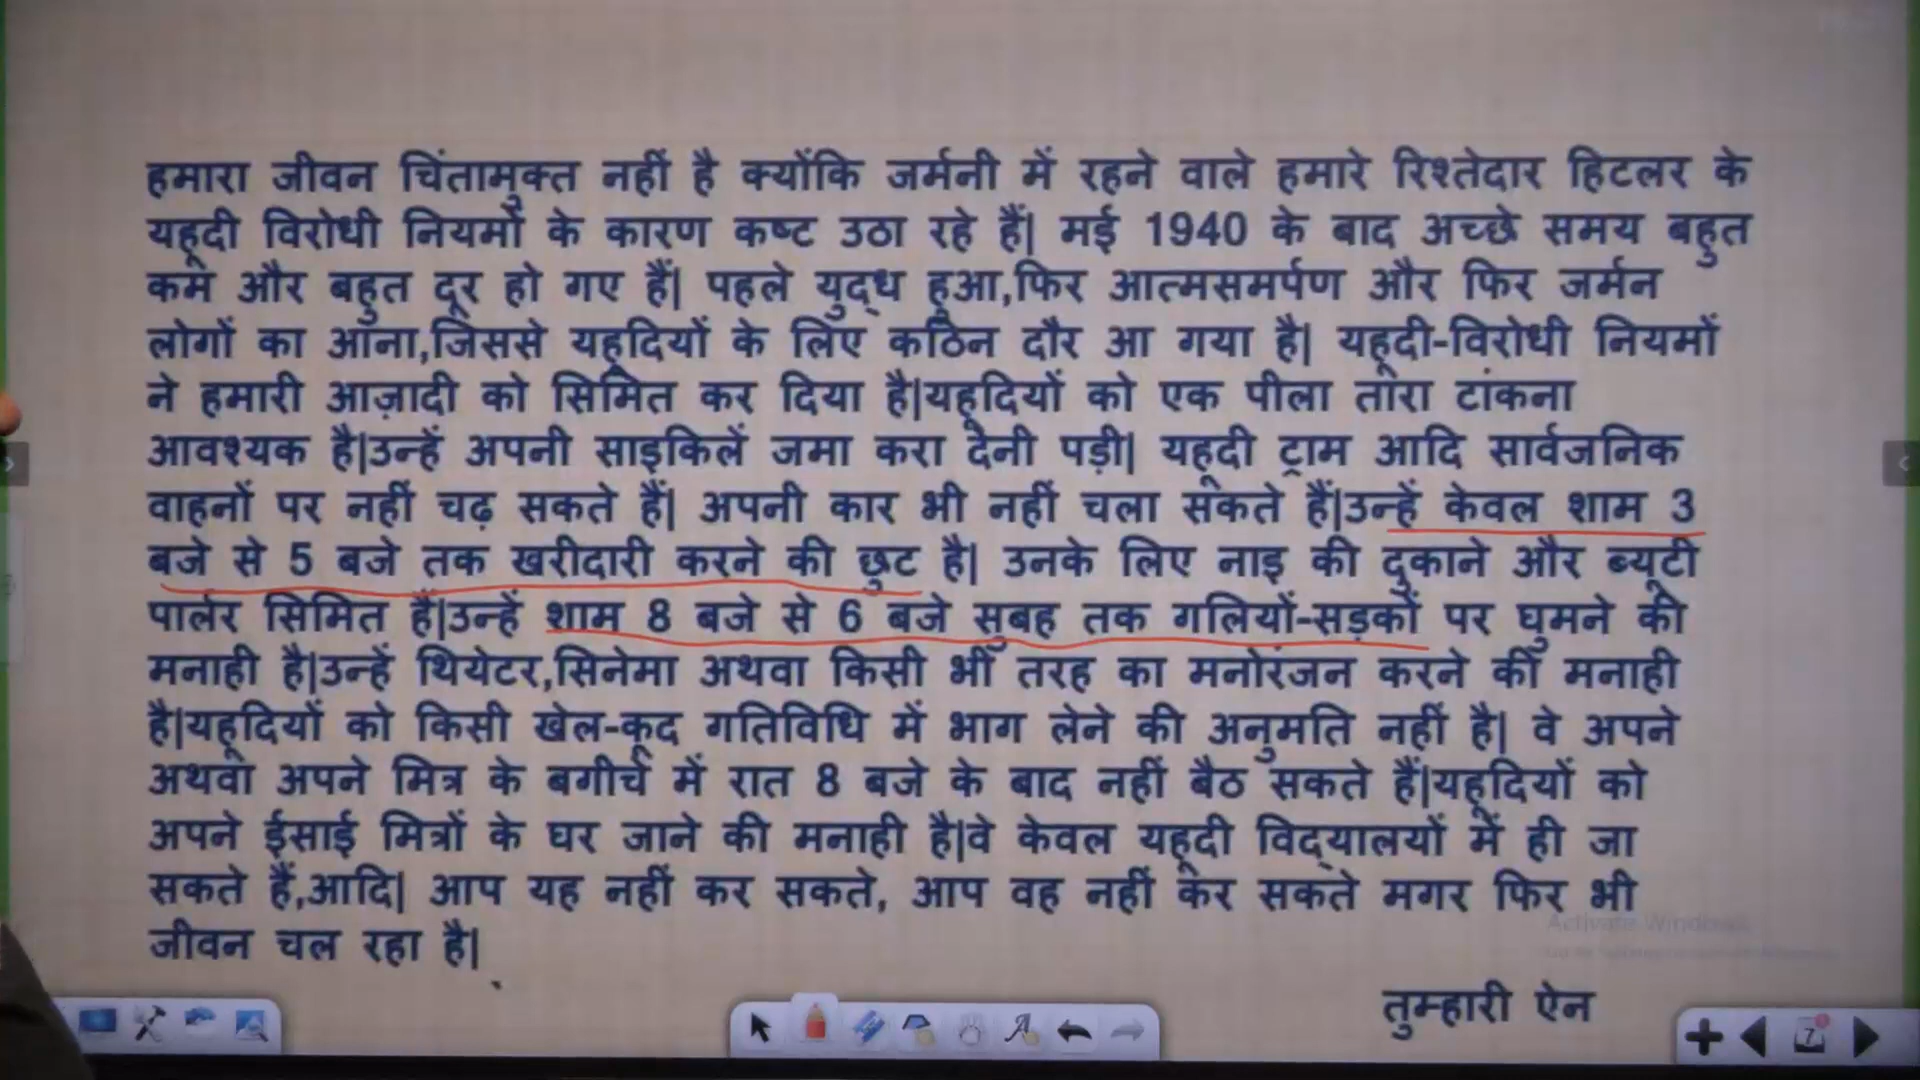 हमारा जीवन चिंतामुक्त नहीं है क्योंकि जर्मनी में रहने वाले हमारे रिश्तेदार हिटलर के
यहूदी विरोधी नियमों के कारण कष्ट उठा रहे हैं| मई 1940 के बाद अच्छे समय बहुत
कम और बहुत दूर हो गए हैं| पहले युद्ध हुआ,फिर आत्मसमर्पण और फिर जर्मन
लोगों का आना,जिससे यहूदियों के लिए कठिन दौर आ गया है| यहूदी-विरोधी नियमों
ने हमारी आज़ादी को सिमित कर दिया है|यहूदियों को एक पीला तारा टांकना
आवश्यक है|उन्हें अपनी साइकिलें जमा करा देनी पड़ी| यहूदी ट्राम आदि सार्वजनिक
वाहनों पर नहीं चढ़ सकते हैं| अपनी कार भी नहीं चला सकते हैं|उन्हें केवल शाम 3
बजे से 5 बजे तक खरीदारी करने की छुट है| उनके लिए नाइ की दुकाने और ब्यूटी
पार्लर सिमित हैं|उन्हें शाम 8 बजे से 6 बजे सुबह तक गलियों-सड़कों पर घुमने की
मनाही है|उन्हें थियेटर,सिनेमा अथवा किसी भी तरह का मनोरंजन करने की मनाही
है|यहूदियों को किसी खेल-कूद गतिविधि में भाग लेने की अनुमति नहीं है| वे अपने
अथवा अपने मित्र के बगीचे में रात 8 बजे के बाद नहीं बैठ सकते हैं|यहूदियों को
अपने ईसाई मित्रों के घर जाने की मनाही है|वे केवल यहूदी विद्यालयों में ही जा
सकते हैं,आदि| आप यह नहीं कर सकते, आप वह नहीं कर सकते मगर फिर भी
जीवन चल रहा है|
Activate Windows
तुम्हारी ऐन
7